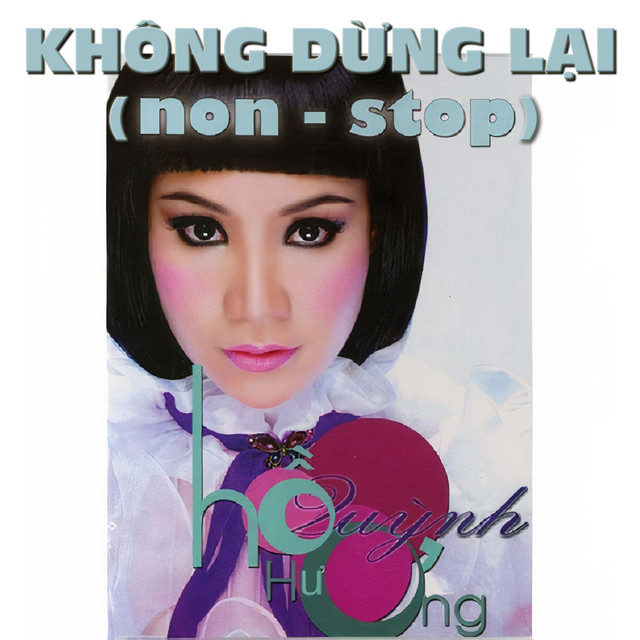 KHÔNG DỪNG LẠI
(non - stop)
hồ
Quỳnh
Hương